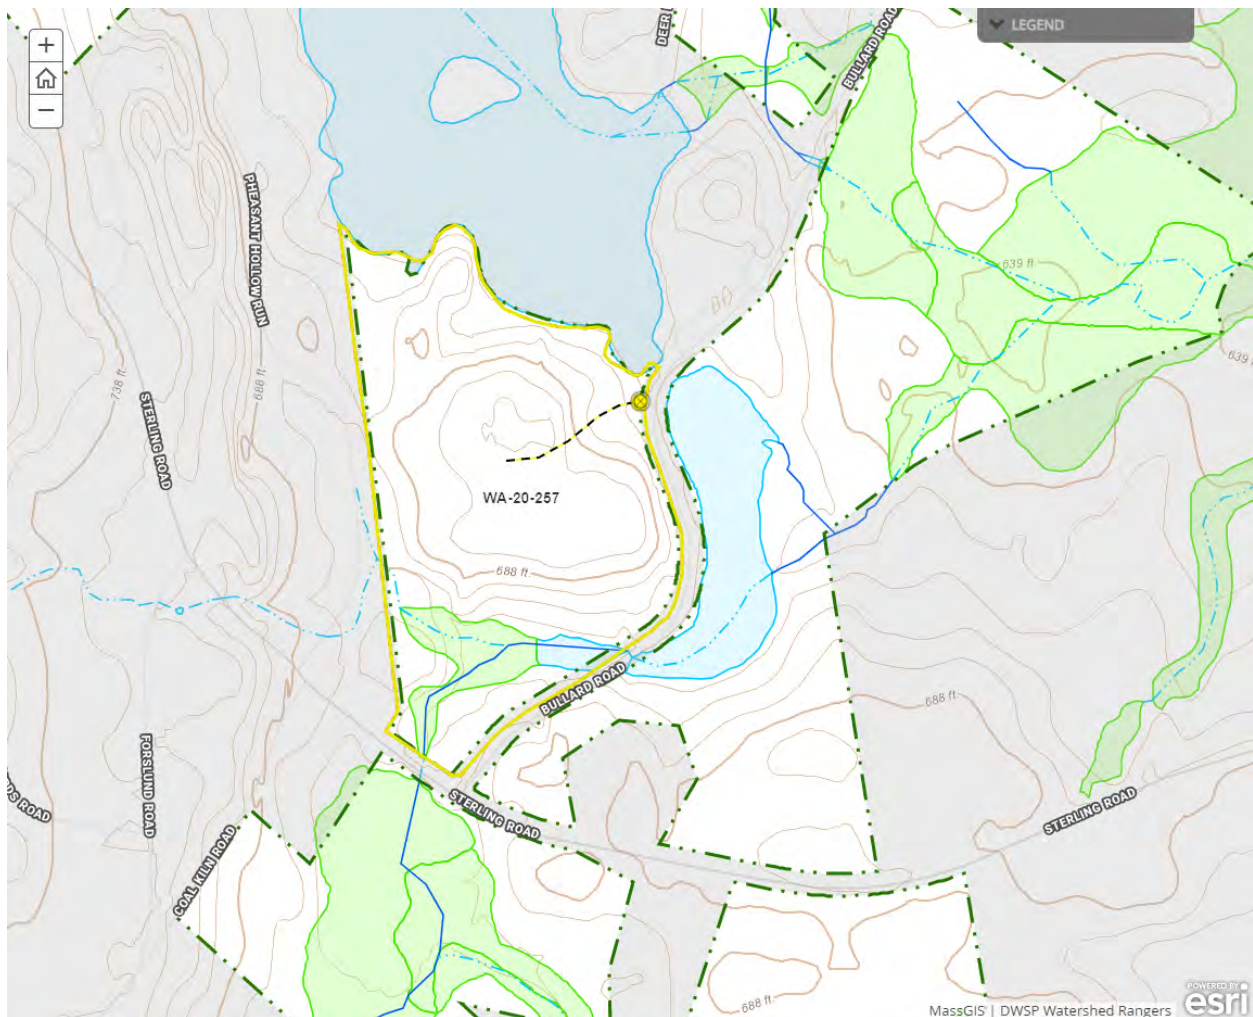 +
−
LEGEND
DEER
BULLARD ROAD
PHEASANT HOLLOW RUN
639 ft
639
738 ft
688 ft
STERLING ROAD
WA-20-257
688 ft.
BULLARD ROAD
688 ft
FORSLUND ROAD
DS ROAD
COAL KILN ROAD
STERLING ROAD
STERLING ROAD
688 ft
MassGIS | DWSP Watershed Rangers
POWERED BY
esri